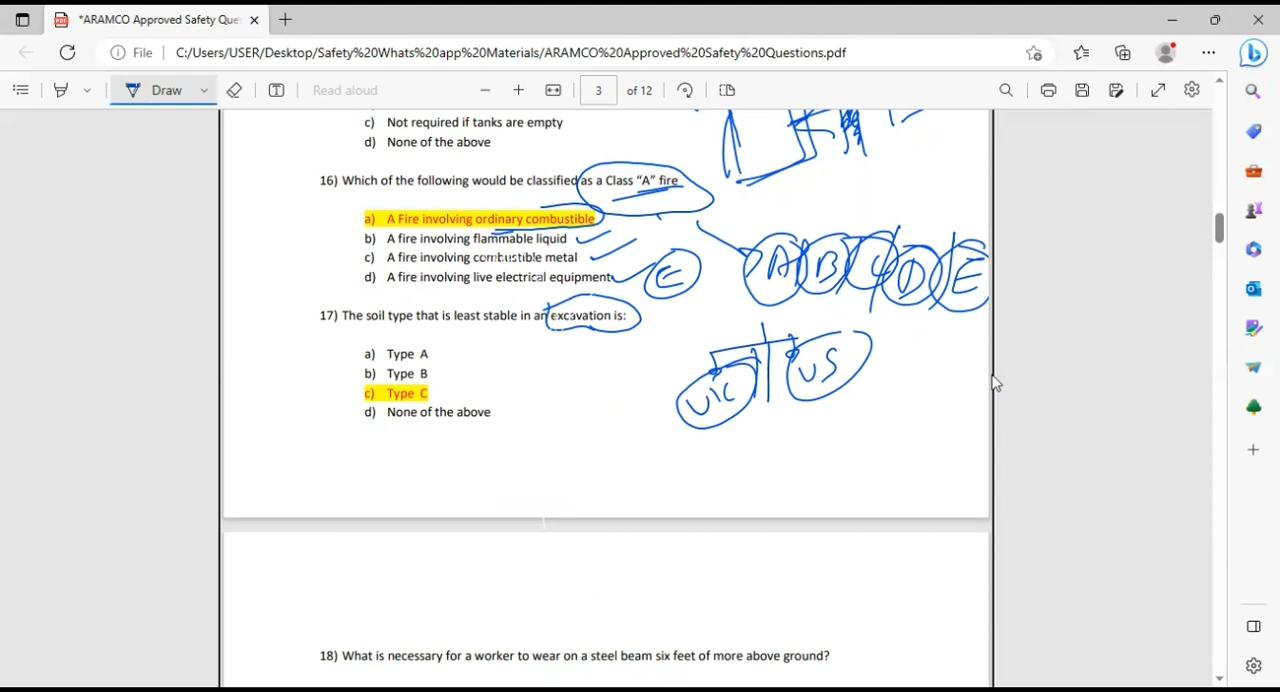 *ARAMCO Approved Safety Que
File
C:/Users/USER/Desktop/Safety%20Whats%20app%20Materials/ARAMCO%20Approved%20Safety%20Questions.pdf
Draw
Read aloud
3 of 12
c) Not required if tanks are empty
d) None of the above
16) Which of the following would be classified as a Class "A" fire
a) A Fire involving ordinary combustible
b) A fire involving flammable liquid
c) A fire involving combustible metal
d) A fire involving live electrical equipment
E
A B C D E
17) The soil type that is least stable in an excavation is:
a) Type A
b) Type B
c) Type C
d) None of the above
US
18) What is necessary for a worker to wear on a steel beam six feet of more above ground?